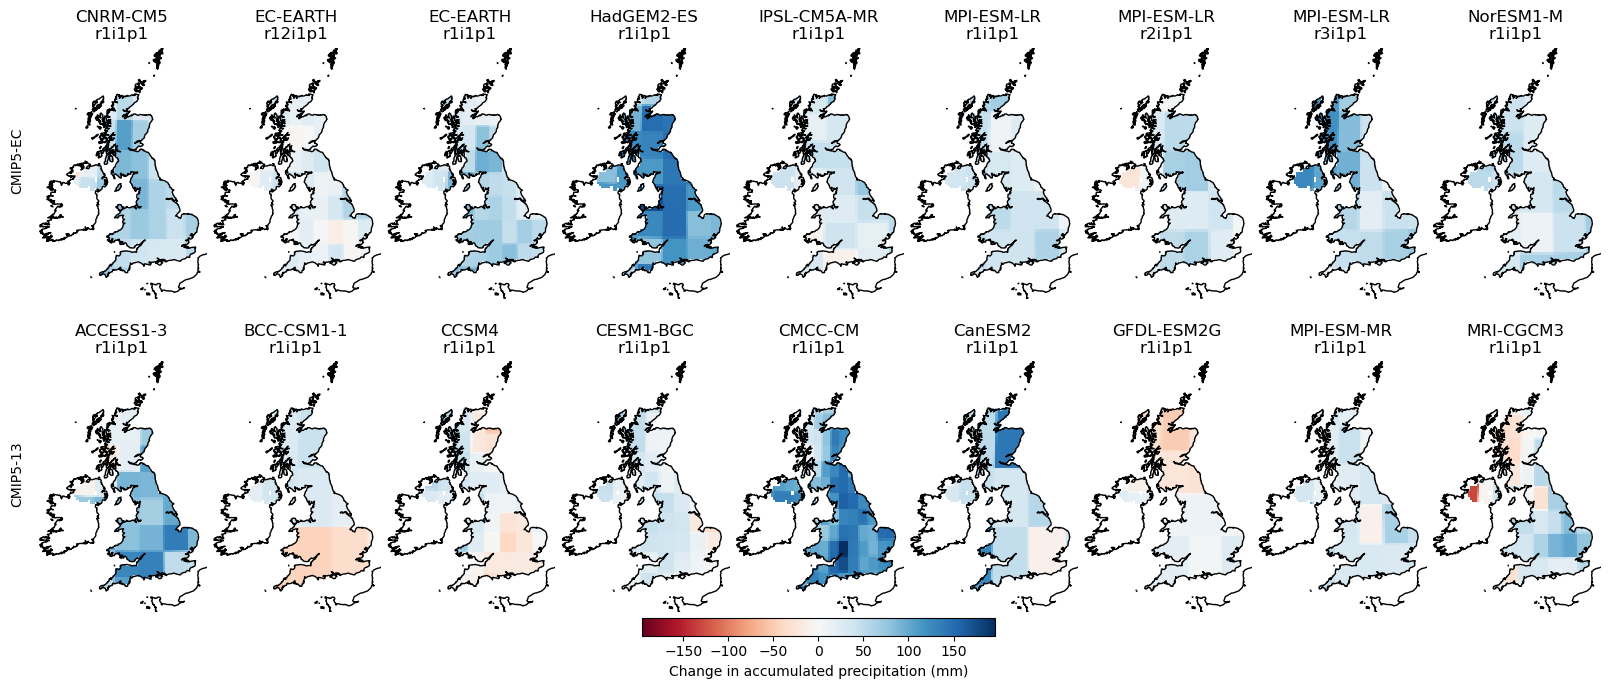 CNRM-CM5
r1i1p1
EC-EARTH
r12i1p1
EC-EARTH
r1i1p1
HadGEM2-ES
r1i1p1
IPSL-CM5A-MR
r1i1p1
MPI-ESM-LR
r1i1p1
MPI-ESM-LR
r2i1p1
MPI-ESM-LR
r3i1p1
NorESM1-M
r1i1p1
CMIP5-EC
ACCESS1-3
r1i1p1
BCC-CSM1-1
r1i1p1
CCSM4
r1i1p1
CESM1-BGC
r1i1p1
CMCC-CM
r1i1p1
CanESM2
r1i1p1
GFDL-ESM2G
r1i1p1
MPI-ESM-MR
r1i1p1
MRI-CGCM3
r1i1p1
CMIP5-13
−150 −100 −50 0 50 100 150
Change in accumulated precipitation (mm)